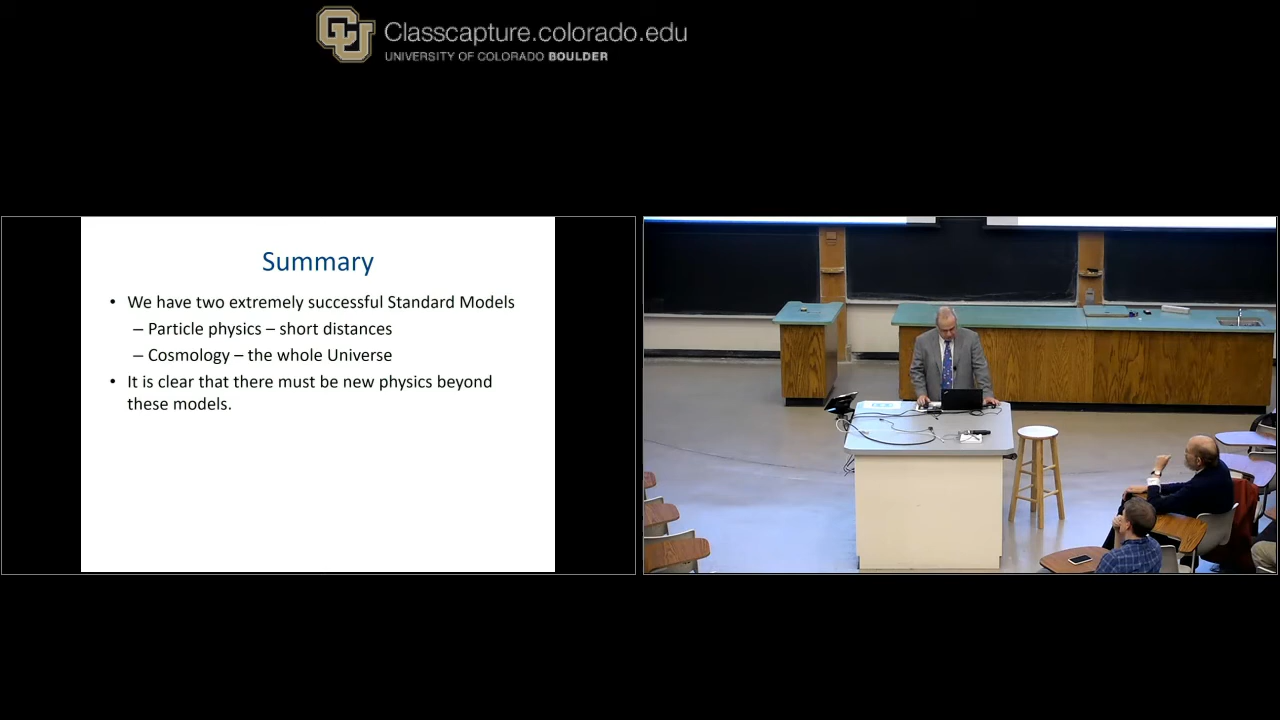 Classcapture.colorado.edu
UNIVERSITY OF COLORADO BOULDER
Summary
• We have two extremely successful Standard Models
– Particle physics – short distances
– Cosmology – the whole Universe
• It is clear that there must be new physics beyond
these models.